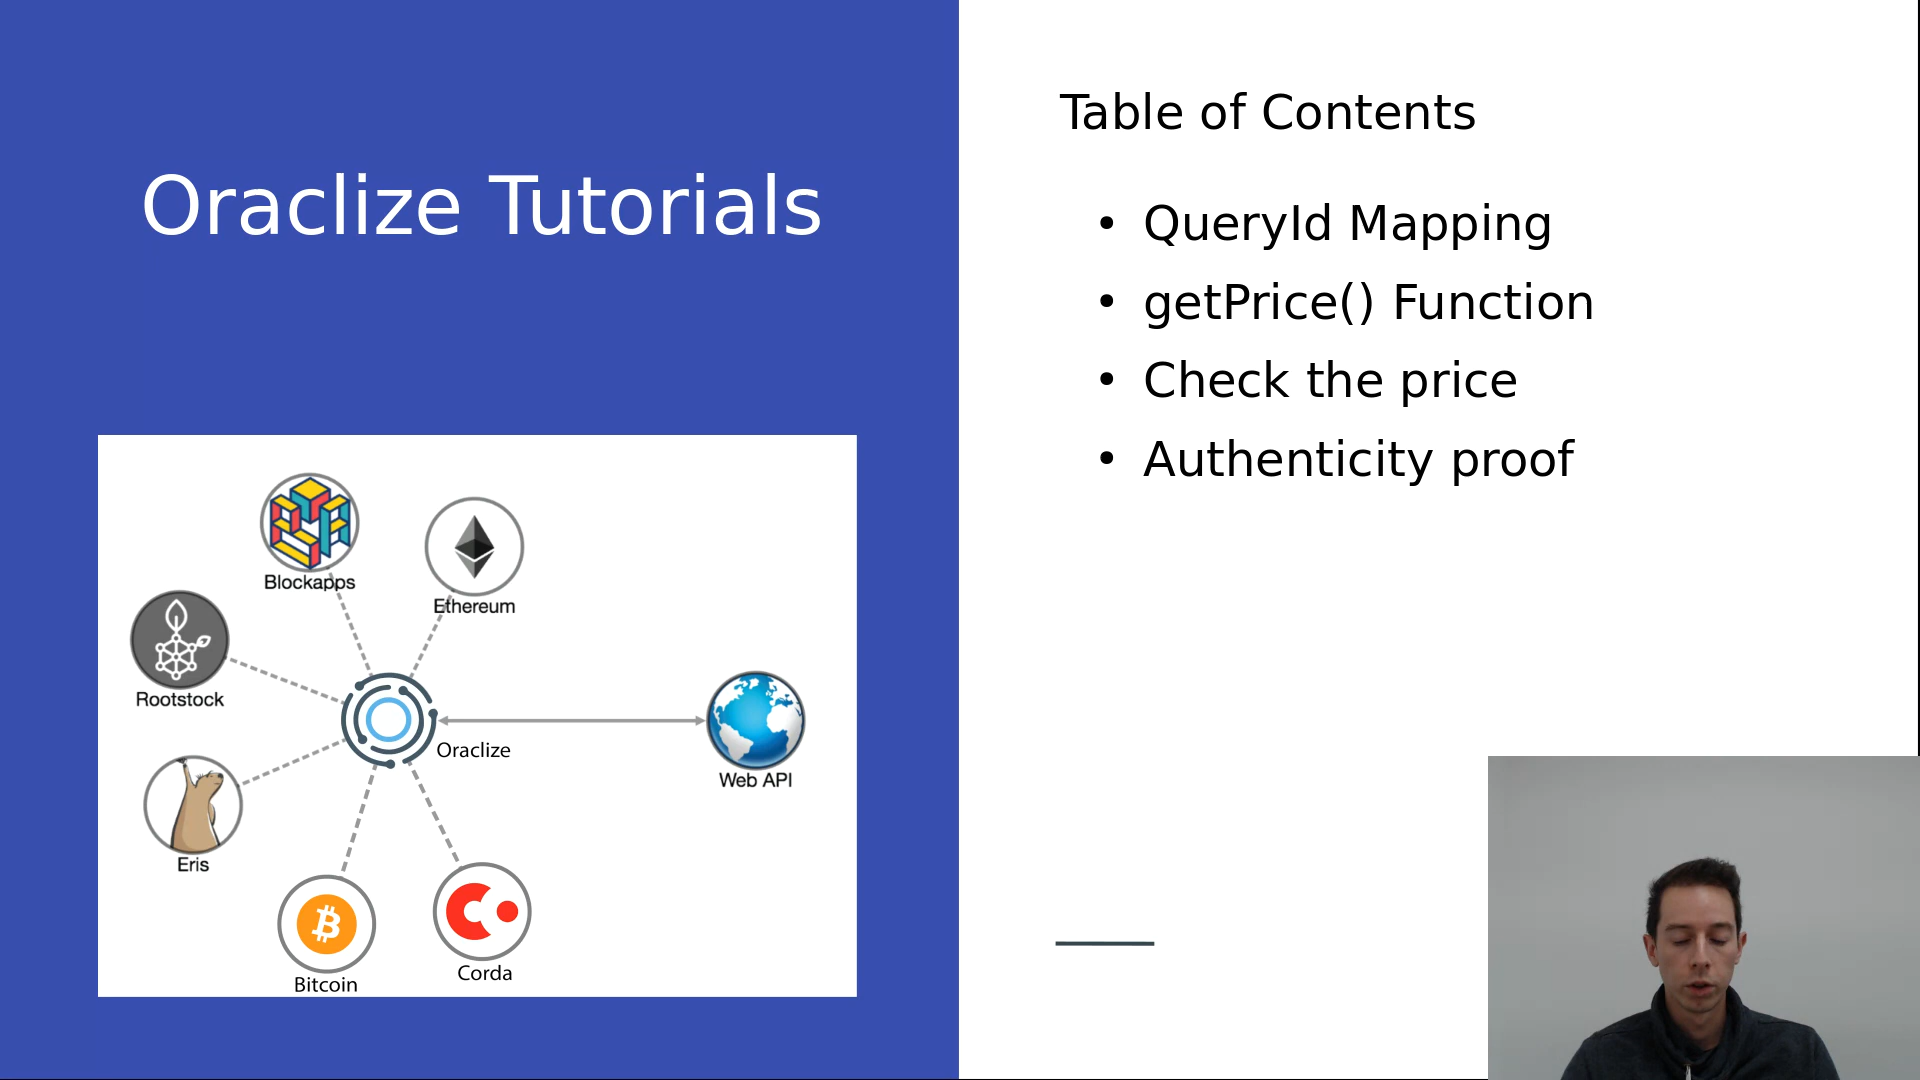 Oraclize Tutorials
Blockapps
Ethereum
Rootstock
Oraclize
Web API
Eris
Bitcoin
Corda
Table of Contents
• QueryId Mapping
• getPrice() Function
• Check the price
• Authenticity proof